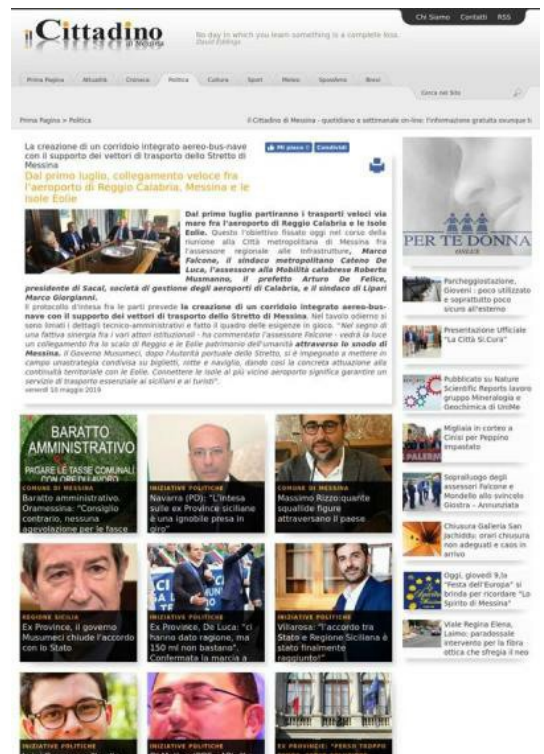 Chi Siamo Contatti RSS
il Cittadino
di Messina
No day in which you learn something is a complete loss.
David Eddings
Prima Pagina Attualità Cronaca Politica Cultura Sport Meteo Spondere Brevi
Cerca nel Sito
Prima Pagina > Politica
il Cittadino di Messina - quotidiano e settimanale on-line: l'informazione gratuita ovunque ti
La creazione di un corridoio integrato aereo-bus-nave
con il supporto dei vettori di trasporto dello Stretto di
Messina
Mi piace Condividi
Dal primo luglio, collegamento veloce fra
l'aeroporto di Reggio Calabria, Messina e le
Isole Eolie
Dal primo luglio partiranno i trasporti veloci via
mare fra l'aeroporto di Reggio Calabria e le Isole
Eolie. Questo l'obiettivo fissato oggi nel corso della
riunione alla Città metropolitana di Messina fra
l'assessore regionale alle Infrastrutture, Marco
Falcone, il sindaco metropolitano Cateno De
Luca, l'assessore alla Mobilità calabrese Roberto
Musmanno, il prefetto Arturo De Felice,
presidente di Sacal, società di gestione degli aeroporti di Calabria, e il sindaco di Lipari
Marco Giorgianni.
Il protocollo d'intesa fra le parti prevede la creazione di un corridoio integrato aereo-bus-
nave con il supporto dei vettori di trasporto dello Stretto di Messina. Nel tavolo odierno si
sono limati i dettagli tecnico-amministrativi e fatto il quadro delle esigenze in gioco. "Nel segno di
una fattiva sinergia fra i vari attori istituzionali - ha commentato l'assessore Falcone - vedrà la luce
un collegamento fra lo scalo di Reggio e le Eolie patrimonio dell'umanità attraverso lo snodo di
Messina. Il Governo Musumeci, dopo l'Autorità portuale dello Stretto, si è impegnato a mettere in
campo unastrategia condivisa su biglietti, rotte e naviglio, dando così la concreta attuazione alla
continuità territoriale con le Eolie. Connettere le isole al più vicino aeroporto significa garantire un
servizio di trasporto essenziale ai siciliani e ai turisti".
venerdì 10 maggio 2019
PER TE DONNA
Parcheggiostazione,
Gioveni : poco utilizzato
e soprattutto poco
sicuro all'esterno
Presentazione Ufficiale
"La Città Si.Cura"
Pubblicato su Nature
Scientific Reports lavoro
gruppo Mineralogia e
Geochimica di UniMe
Migliaia in corteo a
Cinisi per Peppino
Impastato
Sopralluogo degli
assessori Falcone e
Mondello allo svincolo
Giostra - Annunziata
Chiusura Galleria San
Jachiddu: orari chiusura
non adeguati e caos in
arrivo
Oggi, giovedì 9,la
"Festa dell'Europa" si
brinda per ricordare "Lo
Spirito di Messina"
Viale Regina Elena,
Laimo: paradossale
intervento per la fibra
ottica che sfregia il neo
BARATTO
AMMINISTRATIVO
PAGARE LE TASSE COMUNALI
CON ORE DI LAVORO
COMUNE DI MESSINA
Baratto amministrativo.
Oramessina: "Consiglio
contrario, nessuna
agevolazione per le fasce
INIZIATIVE POLITICHE
Navarra (PD): "L'intesa
sulle ex Province siciliane
è una ignobile presa in
giro"
COMUNE DI MESSINA
Massimo Rizzo:quante
squallide figure
attraversano il paese
REGIONE SICILIA
Ex Province, il governo
Musumeci chiude l'accordo
con lo Stato
INIZIATIVE POLITICHE
Ex Province, De Luca: "ci
hanno dato ragione, ma
150 ml non bastano".
Confermata la marcia a
INIZIATIVE POLITICHE
Villarosa: "l'accordo tra
Stato e Regione Siciliana è
stato finalmente
raggiunto!"
INIZIATIVE POLITICHE
INIZIATIVE POLITICHE
EX PROVINCIE: "PERSO TROPPO